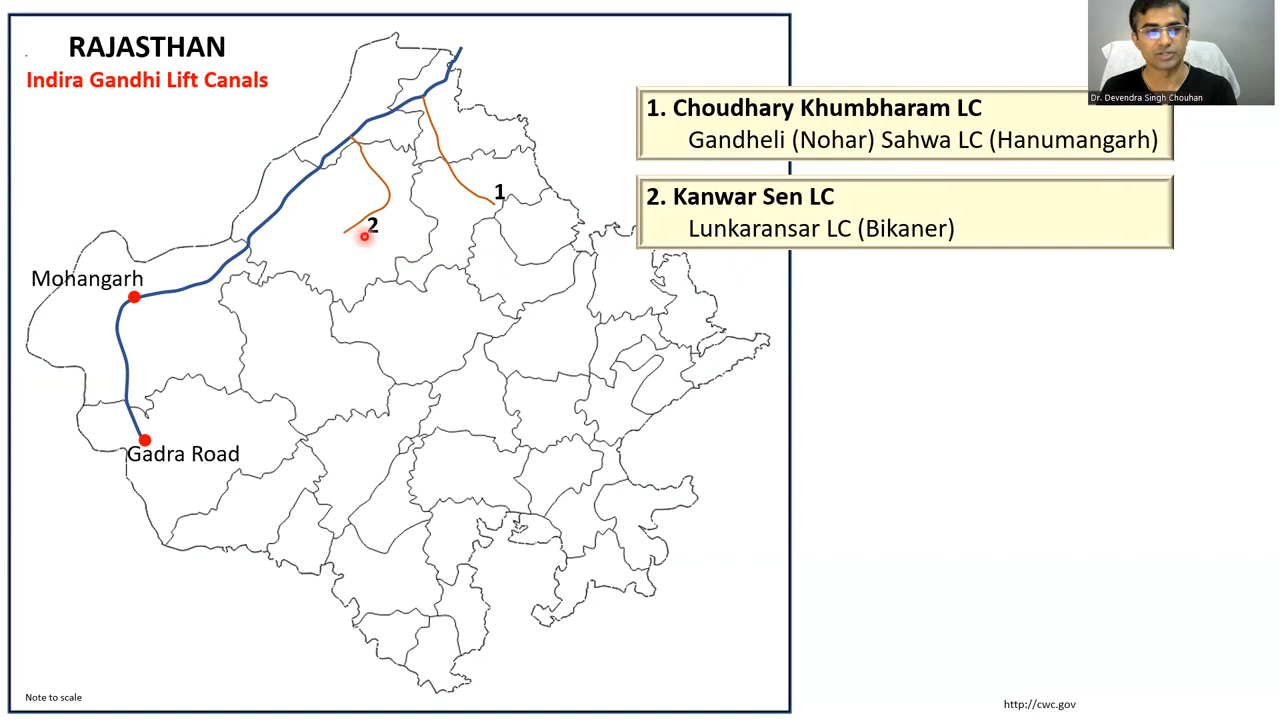 RAJASTHAN
Indira Gandhi Lift Canals
Dr. Devendra Singh Chouhan
1. Choudhary Khumbharam LC
Gandheli (Nohar) Sahwa LC (Hanumangarh)
2. Kanwar Sen LC
Lunkaransar LC (Bikaner)
1
2
Mohangarh
Gadra Road
Note to scale
http://cwc.gov